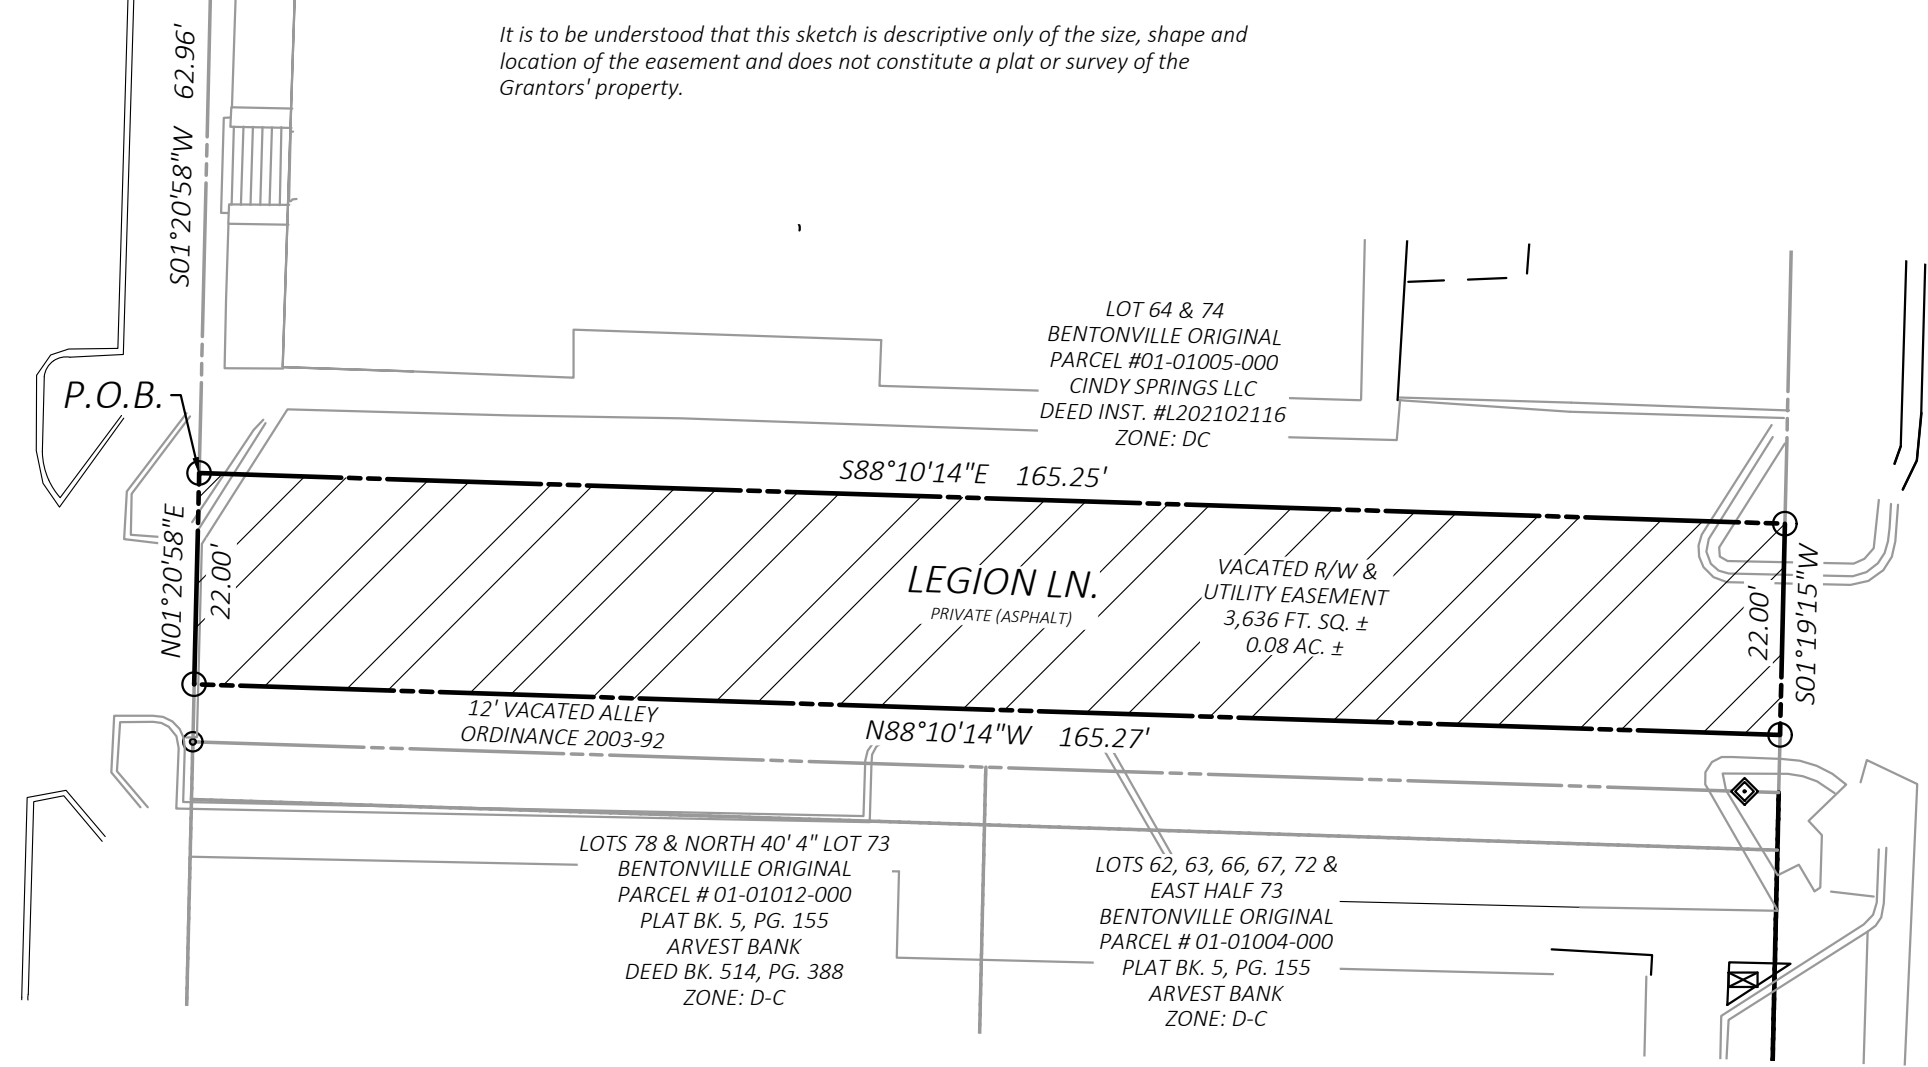 It is to be understood that this sketch is descriptive only of the size, shape and
location of the easement and does not constitute a plat or survey of the
Grantors' property.
S01°20'58"W 62.96'
LOT 64 & 74
BENTONVILLE ORIGINAL
PARCEL #01-01005-000
CINDY SPRINGS LLC
DEED INST. #L202102116
ZONE: DC
P.O.B.
S88°10'14"E 165.25'
N01°20'58"E
22.00'
LEGION LN.
PRIVATE (ASPHALT)
VACATED R/W &
UTILITY EASEMENT
3,636 FT. SQ. ±
0.08 AC. ±
22.00'
S01°19'15"W
12' VACATED ALLEY
ORDINANCE 2003-92
N88°10'14"W 165.27'
LOTS 78 & NORTH 40' 4" LOT 73
BENTONVILLE ORIGINAL
PARCEL # 01-01012-000
PLAT BK. 5, PG. 155
ARVEST BANK
DEED BK. 514, PG. 388
ZONE: D-C
LOTS 62, 63, 66, 67, 72 &
EAST HALF 73
BENTONVILLE ORIGINAL
PARCEL # 01-01004-000
PLAT BK. 5, PG. 155
ARVEST BANK
ZONE: D-C